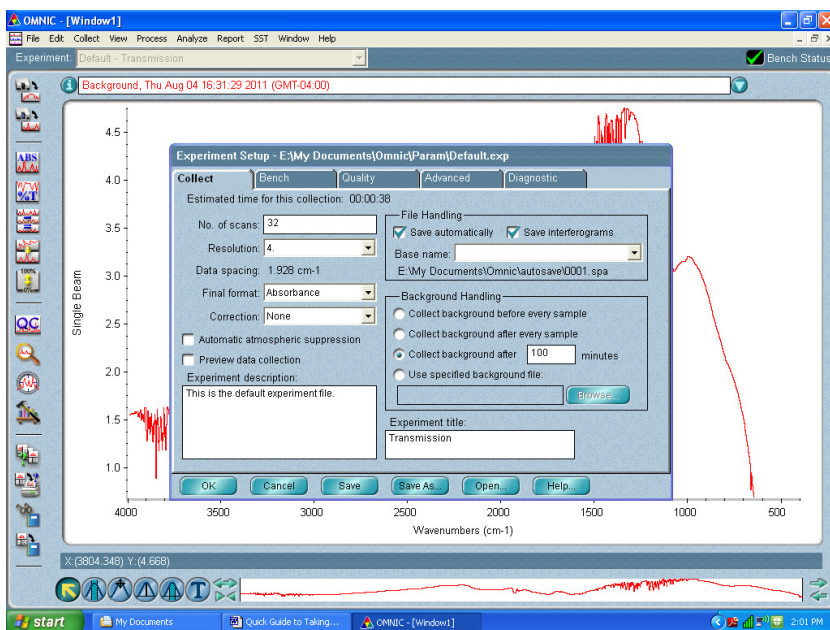 OMNIC - [Window1]
File Edit Collect View Process Analyze Report SST Window Help
Experiment: Default - Transmission
Bench Status
Background, Thu Aug 04 16:31:29 2011 (GMT-04:00)
ABS
%T
100%
0%
QC
Single Beam
4.5
4.0
3.5
3.0
2.5
2.0
1.5
1.0
4000 3500 3000 2500 2000 1500 1000 500
Wavenumbers (cm-1)
Experiment Setup - E:\My Documents\Omnic\Param\Default.exp
Collect Bench Quality Advanced Diagnostic
Estimated time for this collection: 00:00:38
No. of scans: 32
Resolution: 4.
Data spacing: 1.928 cm-1
Final format: Absorbance
Correction: None
Automatic atmospheric suppression
Preview data collection
Experiment description:
This is the default experiment file.
File Handling
Save automatically Save interferograms
Base name:
E:\My Documents\Omnic\autosave\0001.spa
Background Handling
Collect background before every sample
Collect background after every sample
Collect background after 100 minutes
Use specified background file:
Browse...
Experiment title:
Transmission
OK Cancel Save Save As... Open... Help...
X:(3804.348) Y:(4.668)
T
start My Documents Quick Guide to Taking... OMNIC - [Window1] 2:01 PM